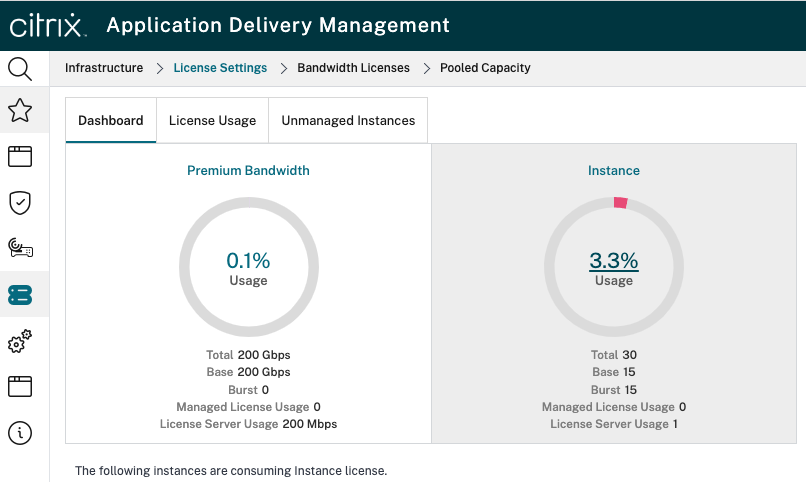 citrix Application Delivery Management
Infrastructure > License Settings > Bandwidth Licenses > Pooled Capacity
Dashboard License Usage Unmanaged Instances
Premium Bandwidth
0.1%
Usage
Total 200 Gbps
Base 200 Gbps
Burst 0
Managed License Usage 0
License Server Usage 200 Mbps
Instance
3.3%
Usage
Total 30
Base 15
Burst 15
Managed License Usage 0
License Server Usage 1
The following instances are consuming Instance license.